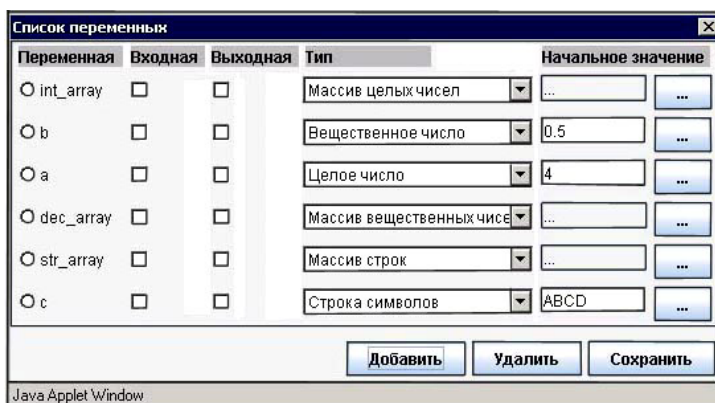 Список переменных
Переменная Входная Выходная Тип Начальное значение
int_array Массив целых чисел ... ...
b Вещественное число 0.5 ...
a Целое число 4 ...
dec_array Массив вещественных чисе ... ...
str_array Массив строк ... ...
c Строка символов ABCD ...
Добавить Удалить Сохранить
Java Applet Window